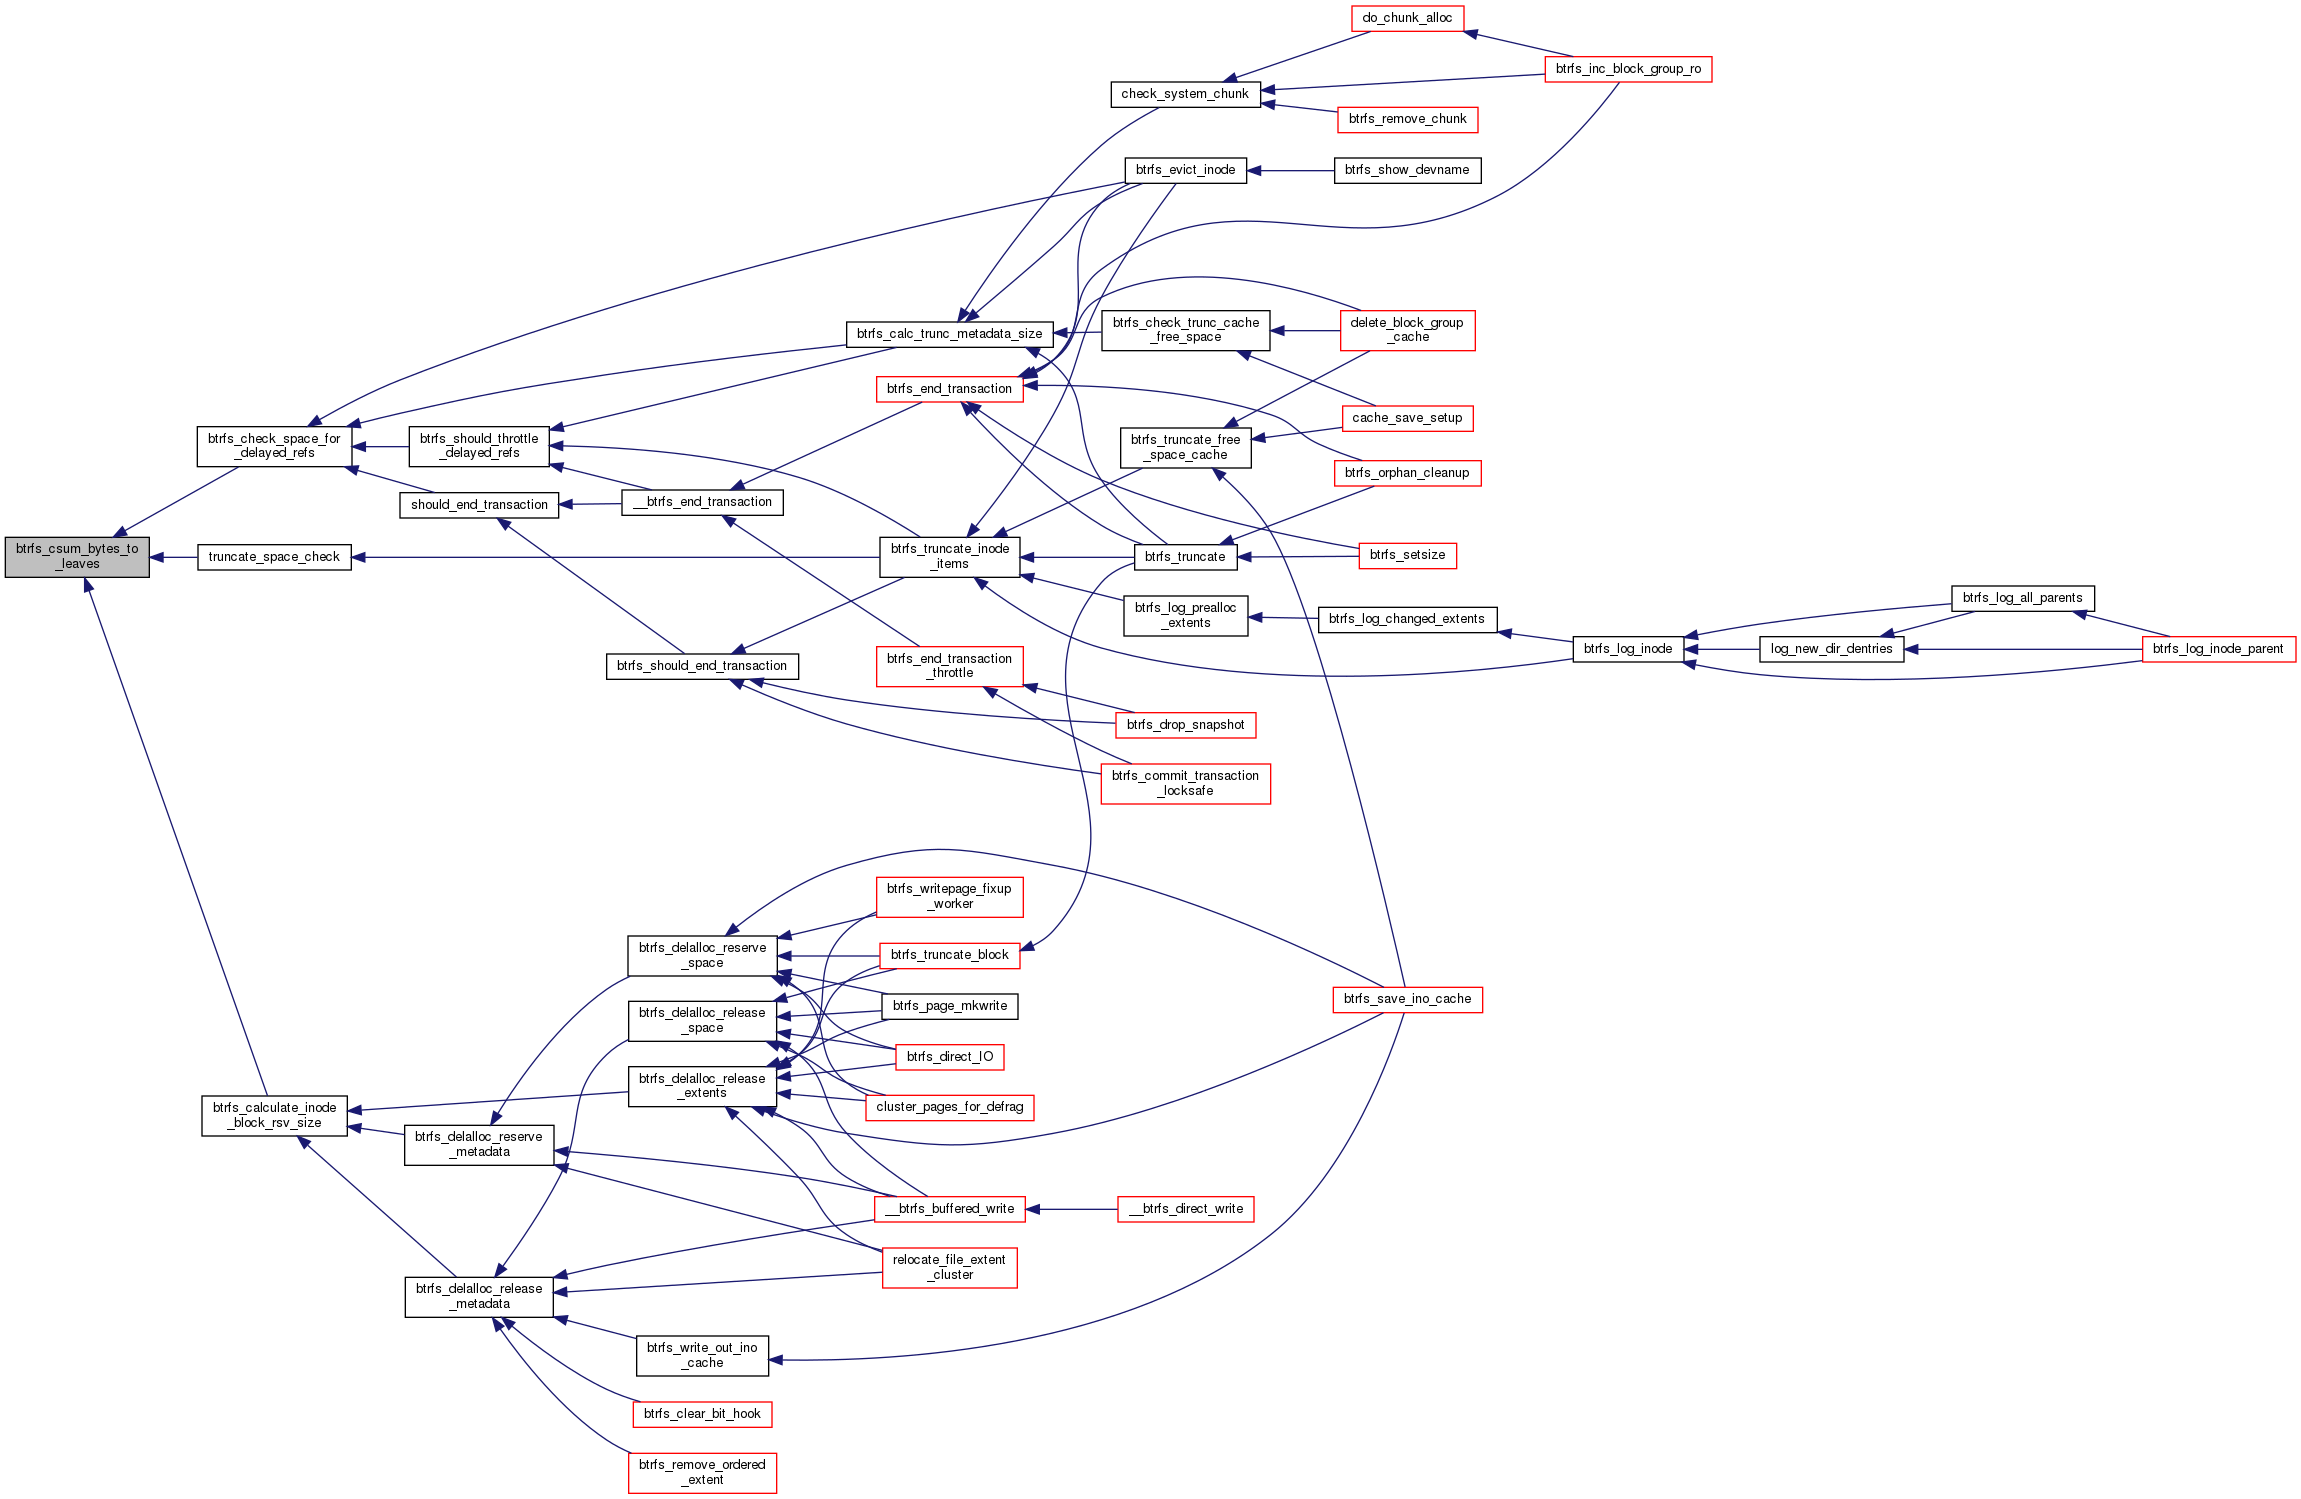 do_chunk_alloc
btrfs_inc_block_group_ro
check_system_chunk
btrfs_remove_chunk
btrfs_evict_inode
btrfs_show_devname
btrfs_calc_trunc_metadata_size
btrfs_check_trunc_cache
_free_space
delete_block_group
_cache
btrfs_end_transaction
cache_save_setup
btrfs_check_space_for
_delayed_refs
btrfs_should_throttle
_delayed_refs
btrfs_truncate_free
_space_cache
btrfs_orphan_cleanup
should_end_transaction
__btrfs_end_transaction
btrfs_csum_bytes_to
_leaves
truncate_space_check
btrfs_truncate_inode
_items
btrfs_truncate
btrfs_setsize
btrfs_log_prealloc
_extents
btrfs_log_changed_extents
btrfs_log_all_parents
btrfs_log_inode
log_new_dir_dentries
btrfs_log_inode_parent
btrfs_should_end_transaction
btrfs_end_transaction
_throttle
btrfs_drop_snapshot
btrfs_commit_transaction
_locksafe
btrfs_writepage_fixup
_worker
btrfs_delalloc_reserve
_space
btrfs_truncate_block
btrfs_delalloc_release
_space
btrfs_page_mkwrite
btrfs_save_ino_cache
btrfs_direct_IO
btrfs_delalloc_release
_extents
cluster_pages_for_defrag
btrfs_calculate_inode
_block_rsv_size
btrfs_delalloc_reserve
_metadata
__btrfs_buffered_write
__btrfs_direct_write
relocate_file_extent
_cluster
btrfs_delalloc_release
_metadata
btrfs_write_out_ino
_cache
btrfs_clear_bit_hook
btrfs_remove_ordered
_extent